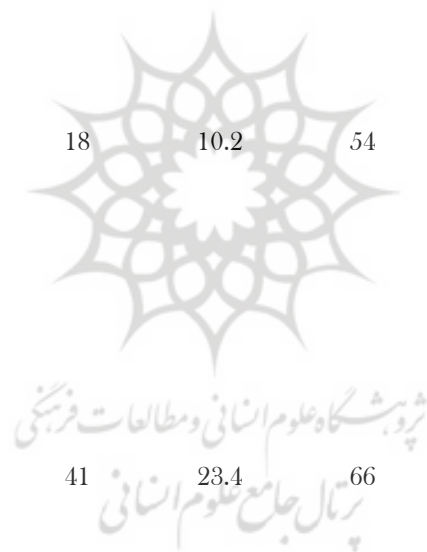 18 10.2 54
پژوهشگاه علوم انسانی و مطالعات فرهنگی
41 23.4 66
پرتال جامع علوم انسانی